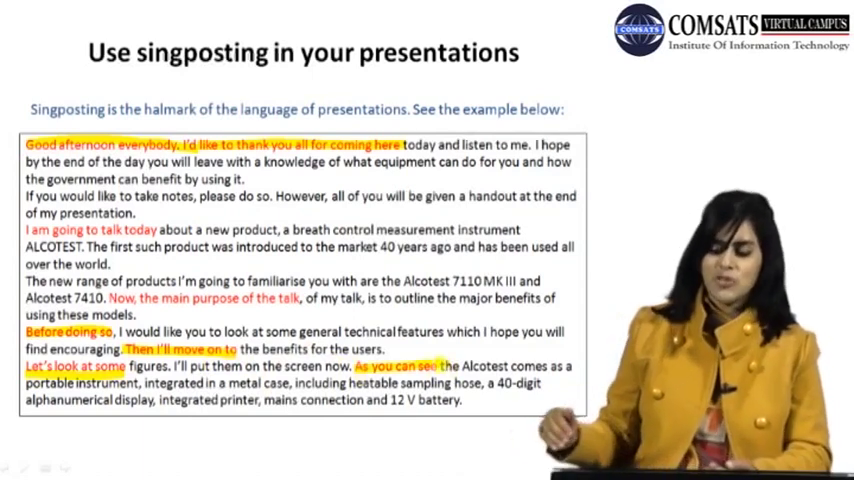 COMSATS VIRTUAL CAMPUS
COMSATS
Institute Of Information Technology
Use singposting in your presentations
Singposting is the halmark of the language of presentations. See the example below:
Good afternoon everybody. I'd like to thank you all for coming here today and listen to me. I hope
by the end of the day you will leave with a knowledge of what equipment can do for you and how
the government can benefit by using it.
If you would like to take notes, please do so. However, all of you will be given a handout at the end
of my presentation.
I am going to talk today about a new product, a breath control measurement instrument
ALCOTEST. The first such product was introduced to the market 40 years ago and has been used all
over the world.
The new range of products I'm going to familiarise you with are the Alcotest 7110 MK III and
Alcotest 7410. Now, the main purpose of the talk, of my talk, is to outline the major benefits of
using these models.
Before doing so, I would like you to look at some general technical features which I hope you will
find encouraging. Then I'll move on to the benefits for the users.
Let's look at some figures. I'll put them on the screen now. As you can see the Alcotest comes as a
portable instrument, integrated in a metal case, including heatable sampling hose, a 40-digit
alphanumerical display, integrated printer, mains connection and 12 V battery.